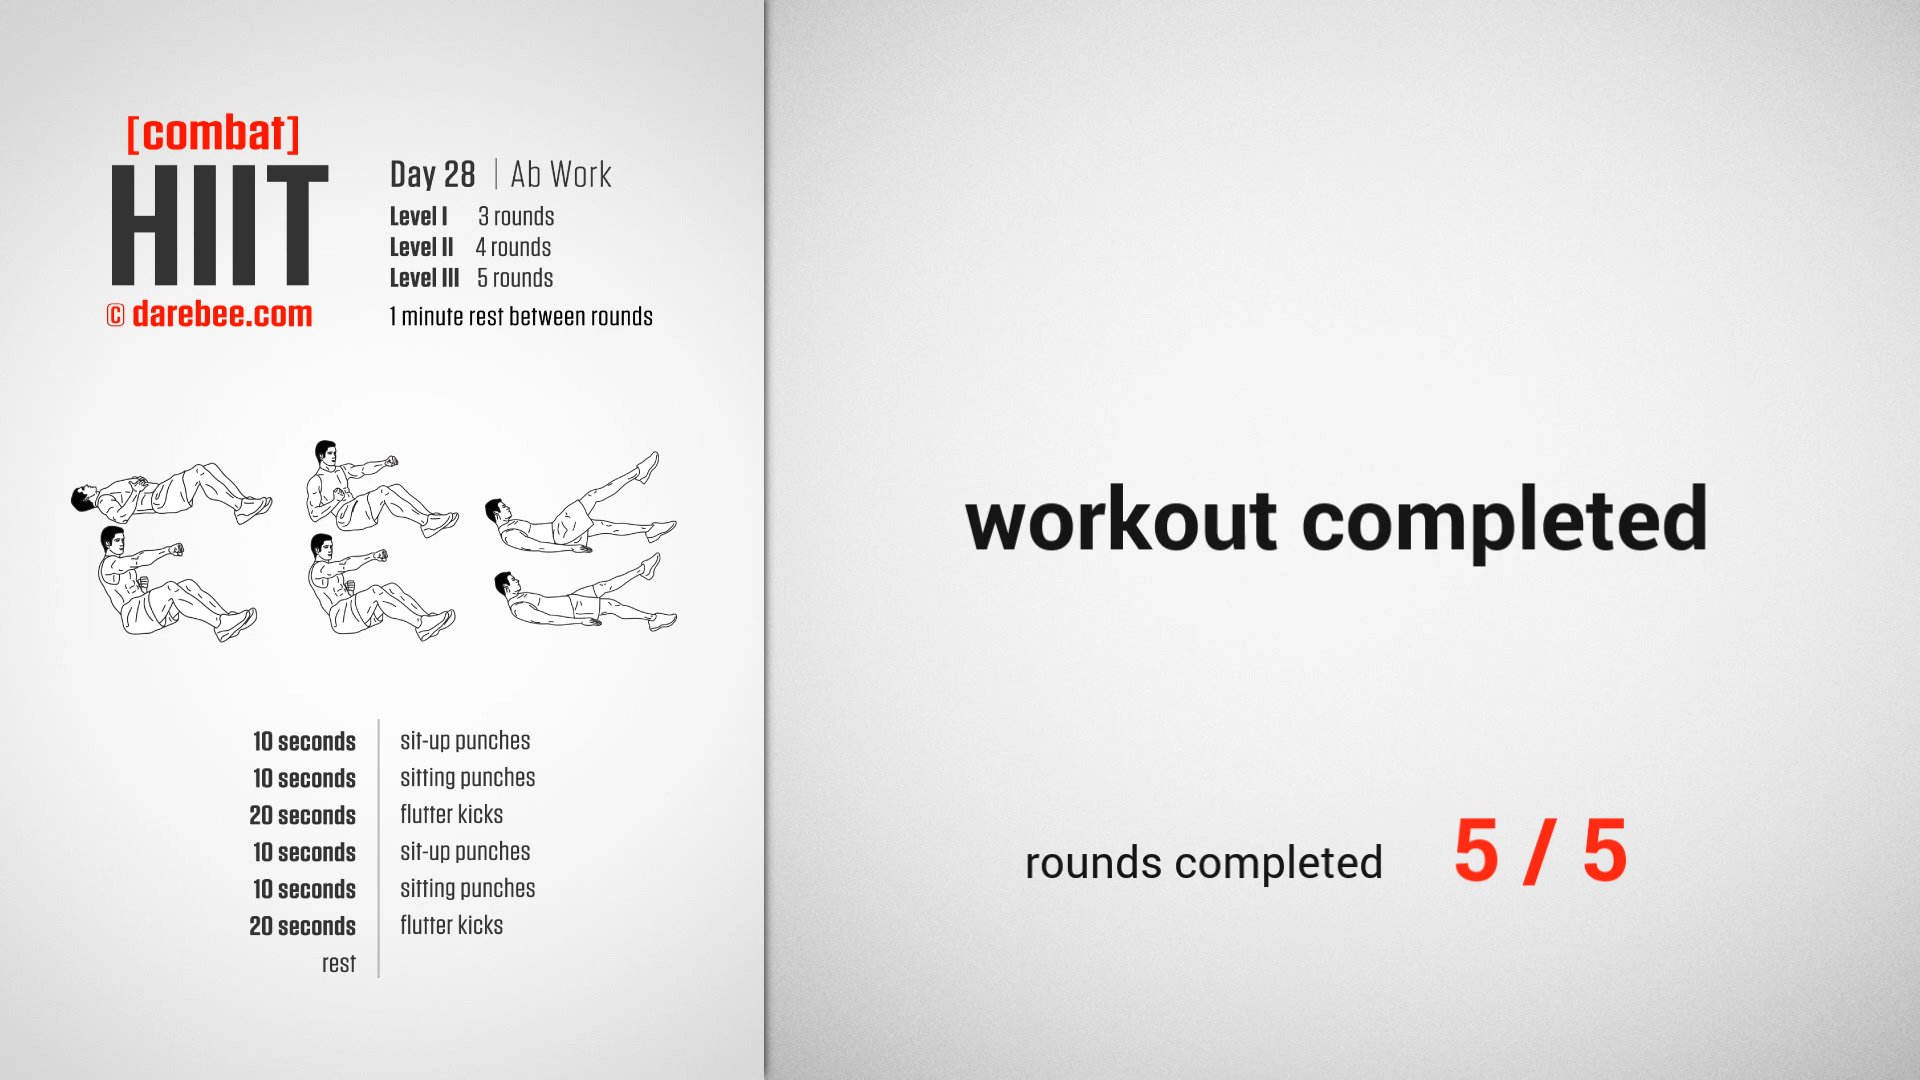 [combat]
HIIT
© darebee.com
Day 28 | Ab Work
Level I 3 rounds
Level II 4 rounds
Level III 5 rounds
1 minute rest between rounds
10 seconds sit-up punches
10 seconds sitting punches
20 seconds flutter kicks
10 seconds sit-up punches
10 seconds sitting punches
20 seconds flutter kicks
rest
workout completed
rounds completed 5 / 5